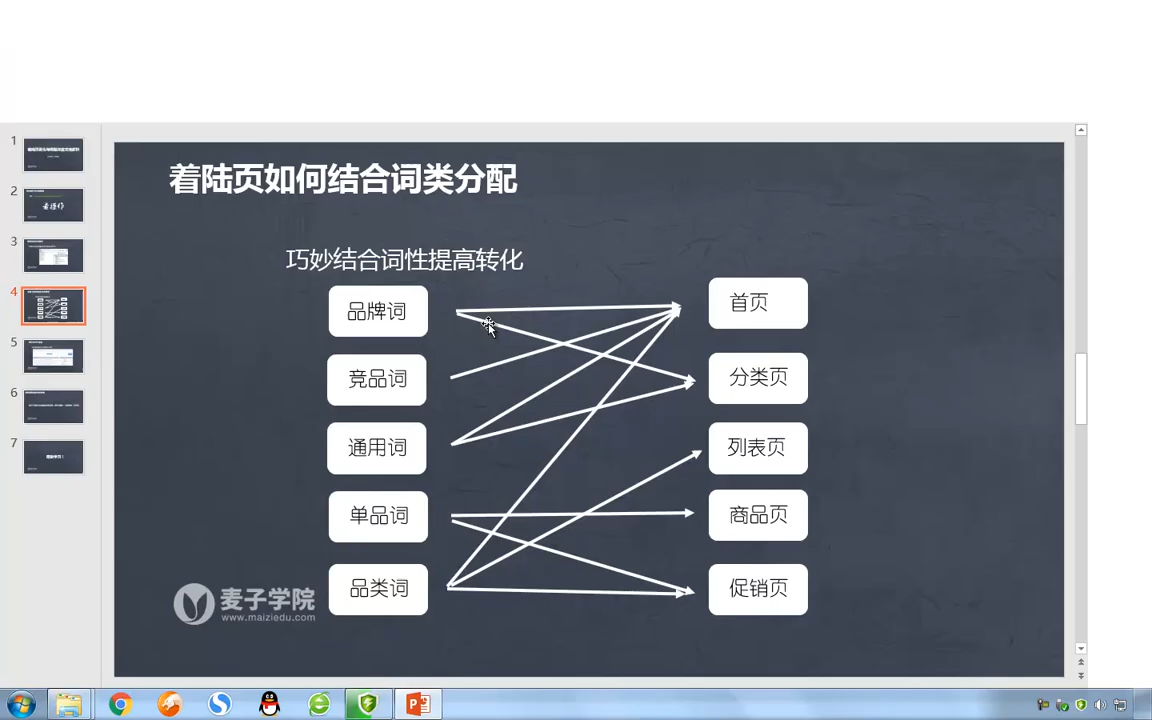 着陆页如何结合词类分配
巧妙结合词性提高转化
品牌词
首页
竞品词
分类页
通用词
列表页
单品词
商品页
品类词
促销页
麦子学院
www.maiziedu.com
1
2
3
4
5
6
7